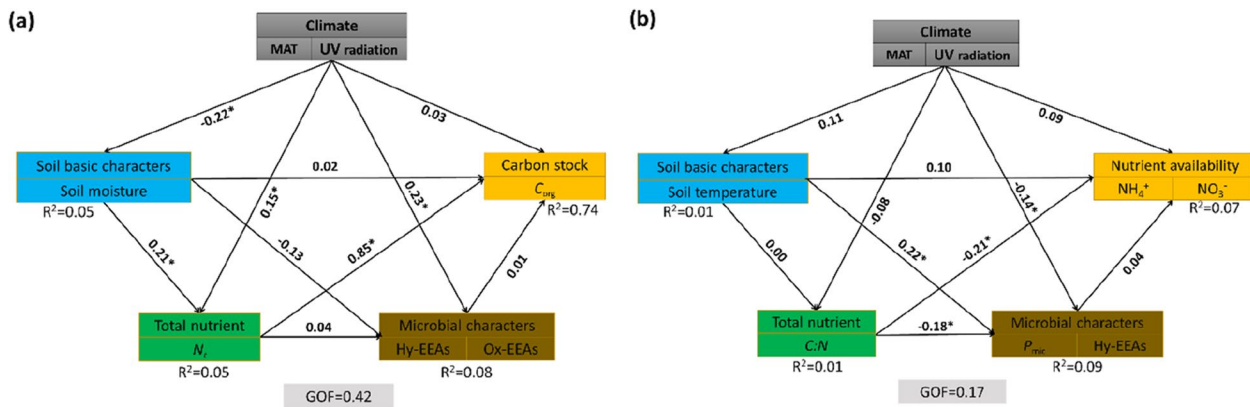 (a)
Climate
MAT
UV radiation
-0.22*
0.03
Soil basic characters
Soil moisture
R²=0.05
0.02
Carbon stock
Corg
R²=0.74
0.15*
0.23*
0.21*
-0.13
0.85*
0.01
Total nutrient
Nt
R²=0.05
0.04
Microbial characters
Hy-EEAs
Ox-EEAs
R²=0.08
GOF=0.42
(b)
Climate
MAT
UV radiation
0.11
0.09
Soil basic characters
Soil temperature
R²=0.01
0.10
Nutrient availability
NH₄⁺
NO₃⁻
R²=0.07
-0.08
-0.14*
0.00
0.22*
-0.21*
0.04
Total nutrient
C:N
R²=0.01
-0.18*
Microbial characters
Pmic
Hy-EEAs
R²=0.09
GOF=0.17